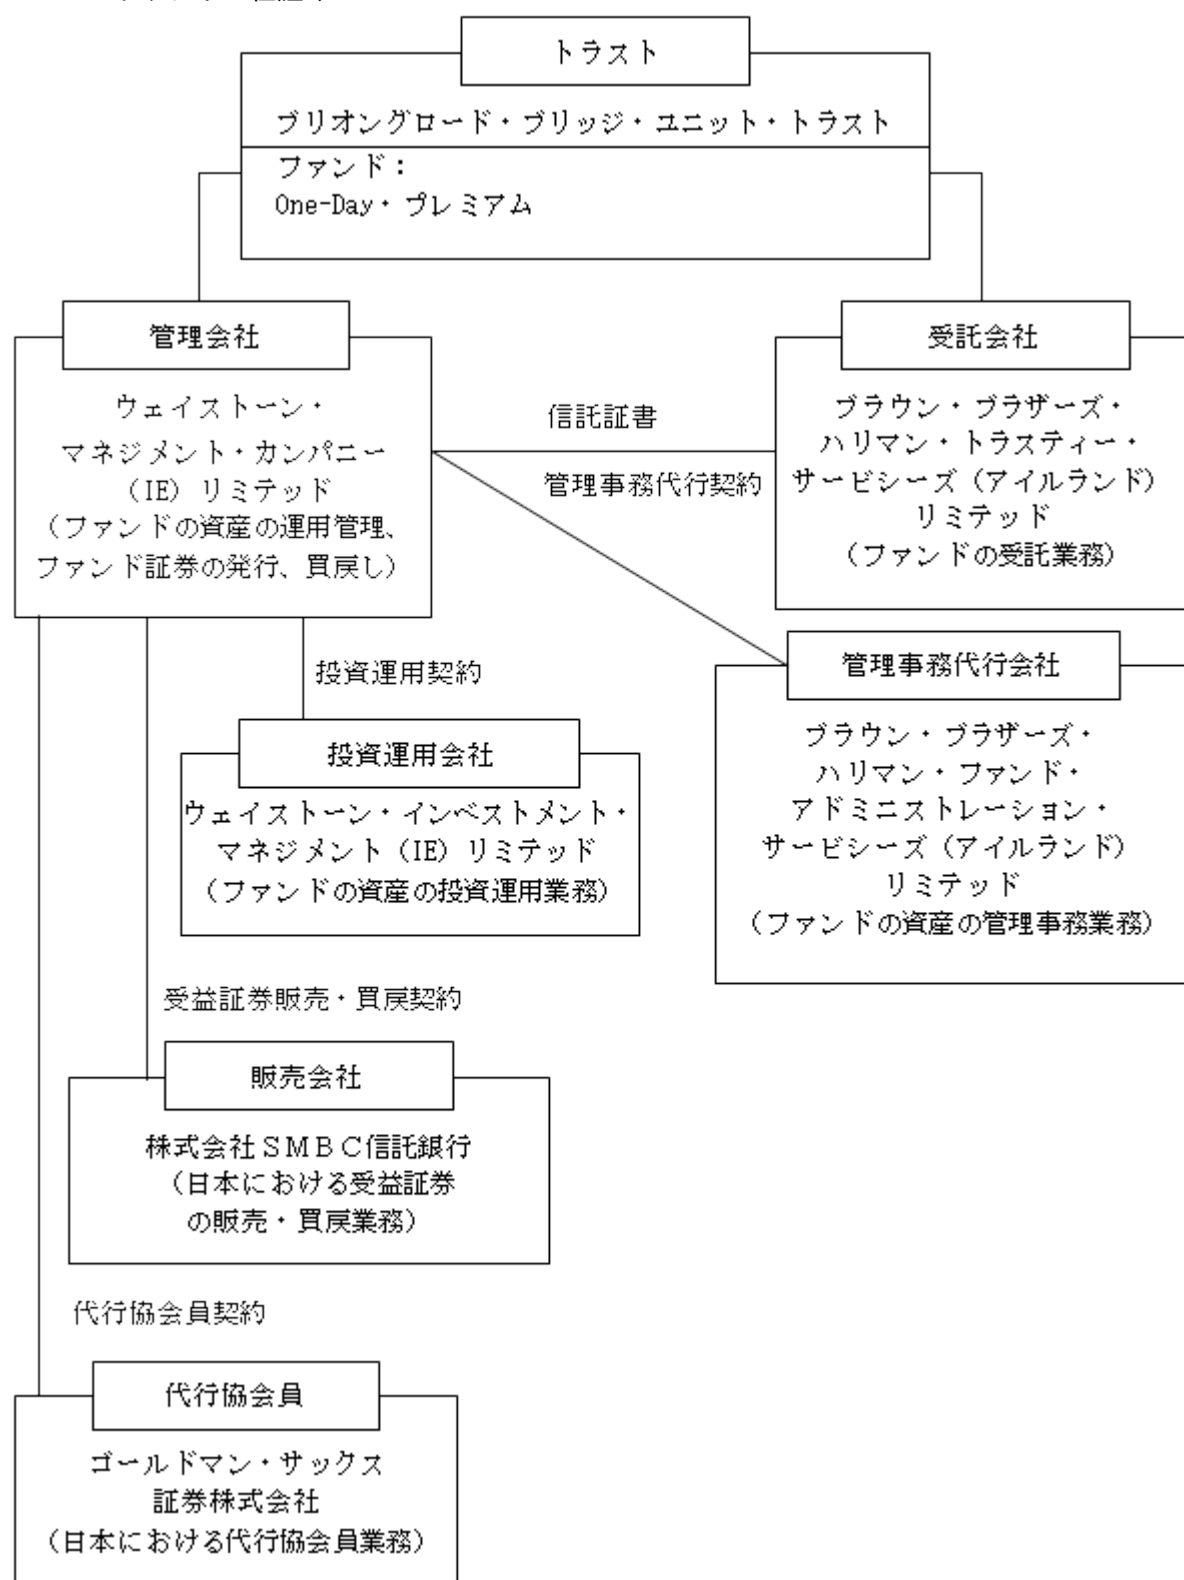 トラスト
ブリオングロード・ブリッジ・ユニット・トラスト
ファンド：
One-Day・プレミアム
管理会社
ウェイストーン・
マネジメント・カンパニー
（IE）リミテッド
（ファンドの資産の運用管理、
ファンド証券の発行、買戻し）
信託証書
管理事務代行契約
受託会社
ブラウン・ブラザーズ・
ハリマン・トラスティー・
サービシーズ（アイルランド）
リミテッド
（ファンドの受託業務）
管理事務代行会社
ブラウン・ブラザーズ・
ハリマン・ファンド・
アドミニストレーション・
サービシーズ（アイルランド）
リミテッド
（ファンドの資産の管理事務業務）
投資運用契約
投資運用会社
ウェイストーン・インベストメント・
マネジメント（IE）リミテッド
（ファンドの資産の投資運用業務）
受益証券販売・買戻契約
販売会社
株式会社ＳＭＢＣ信託銀行
（日本における受益証券
の販売・買戻業務）
代行協会員契約
代行協会員
ゴールドマン・サックス
証券株式会社
（日本における代行協会員業務）